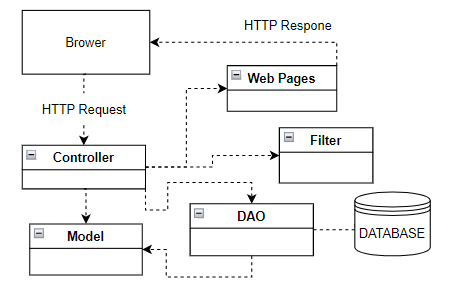 HTTP Respone
Brower
Web Pages
HTTP Request
Filter
Controller
DAO
Model
DATABASE